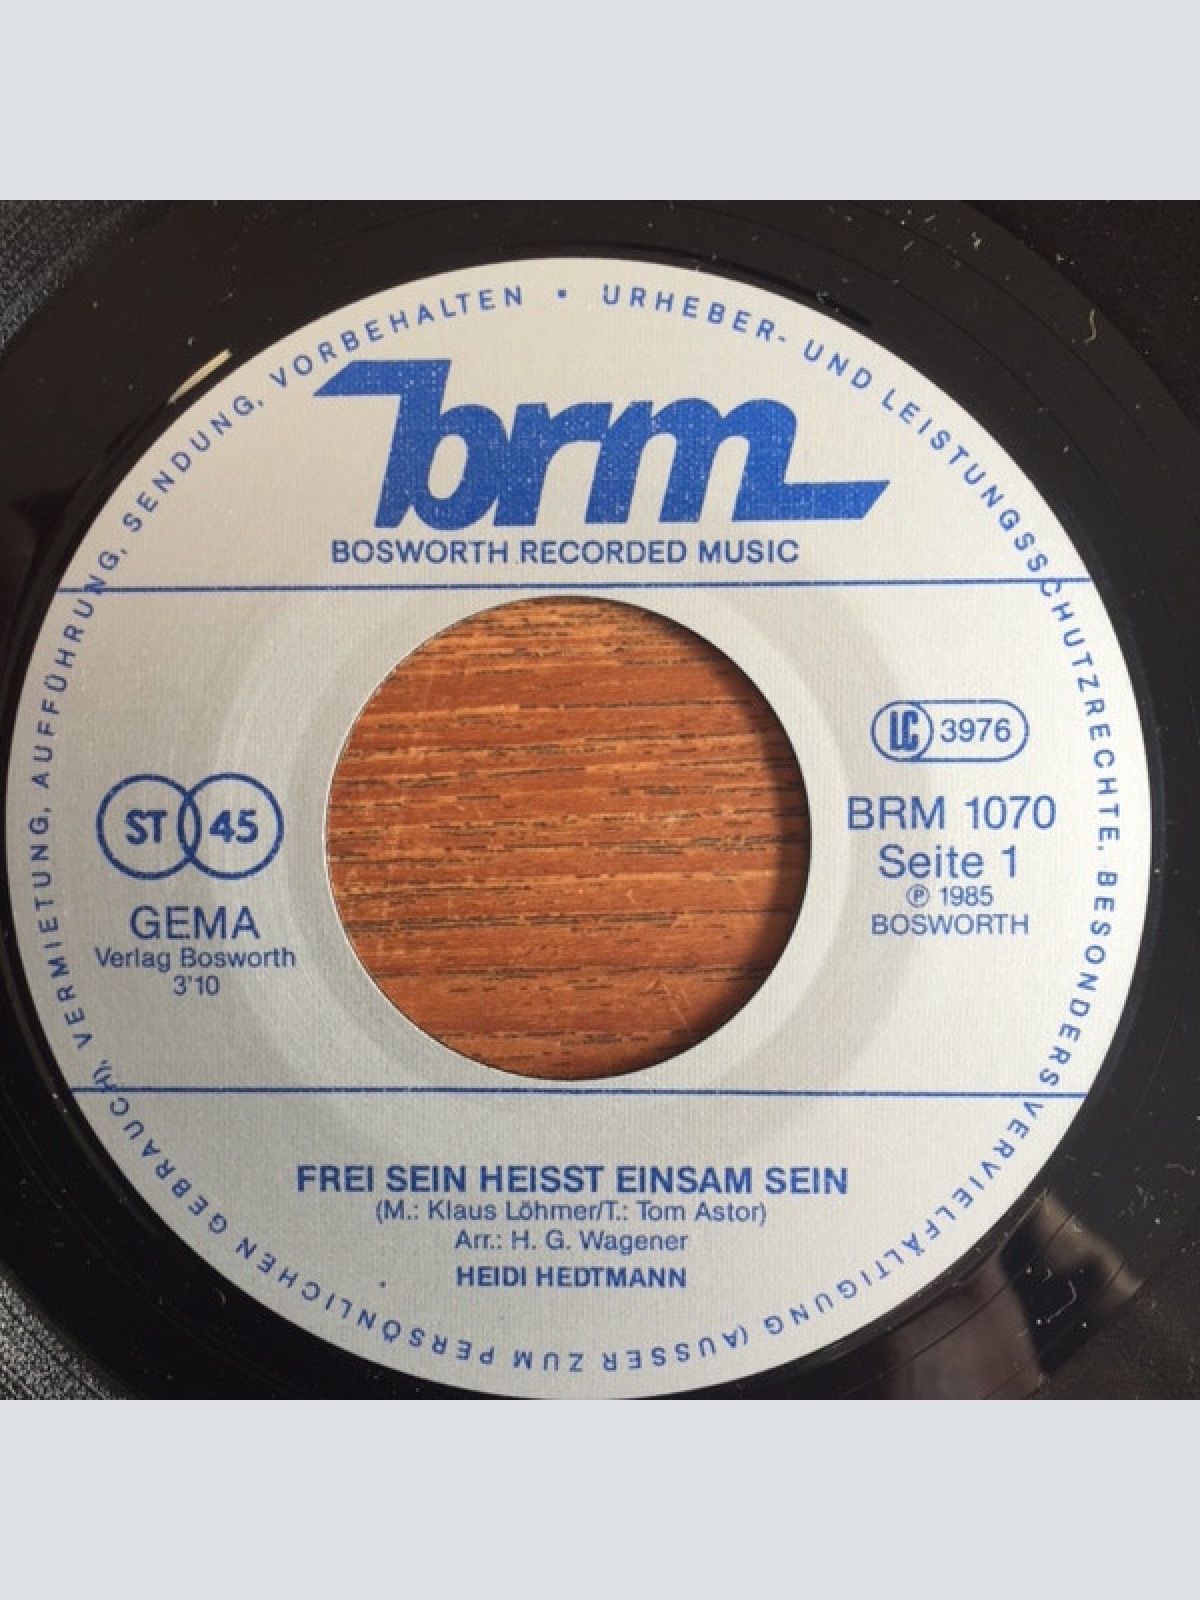 URHEBER- UND LEISTUNGSSCHUTZRECHTE, BESONDERS VERVIELFÄLTIGUNG (AUSSER ZUM PERSÖNLICHEN GEBRAUCH), VERMIETUNG, AUFFÜHRUNG, SENDUNG, VORBEHALTEN •
brm
BOSWORTH RECORDED MUSIC
LC 3976
BRM 1070
Seite 1
℗ 1985
BOSWORTH
ST 45
GEMA
Verlag Bosworth
3'10
FREI SEIN HEISST EINSAM SEIN
(M.: Klaus Löhmer/T.: Tom Astor)
Arr.: H. G. Wagener
HEIDI HEDTMANN